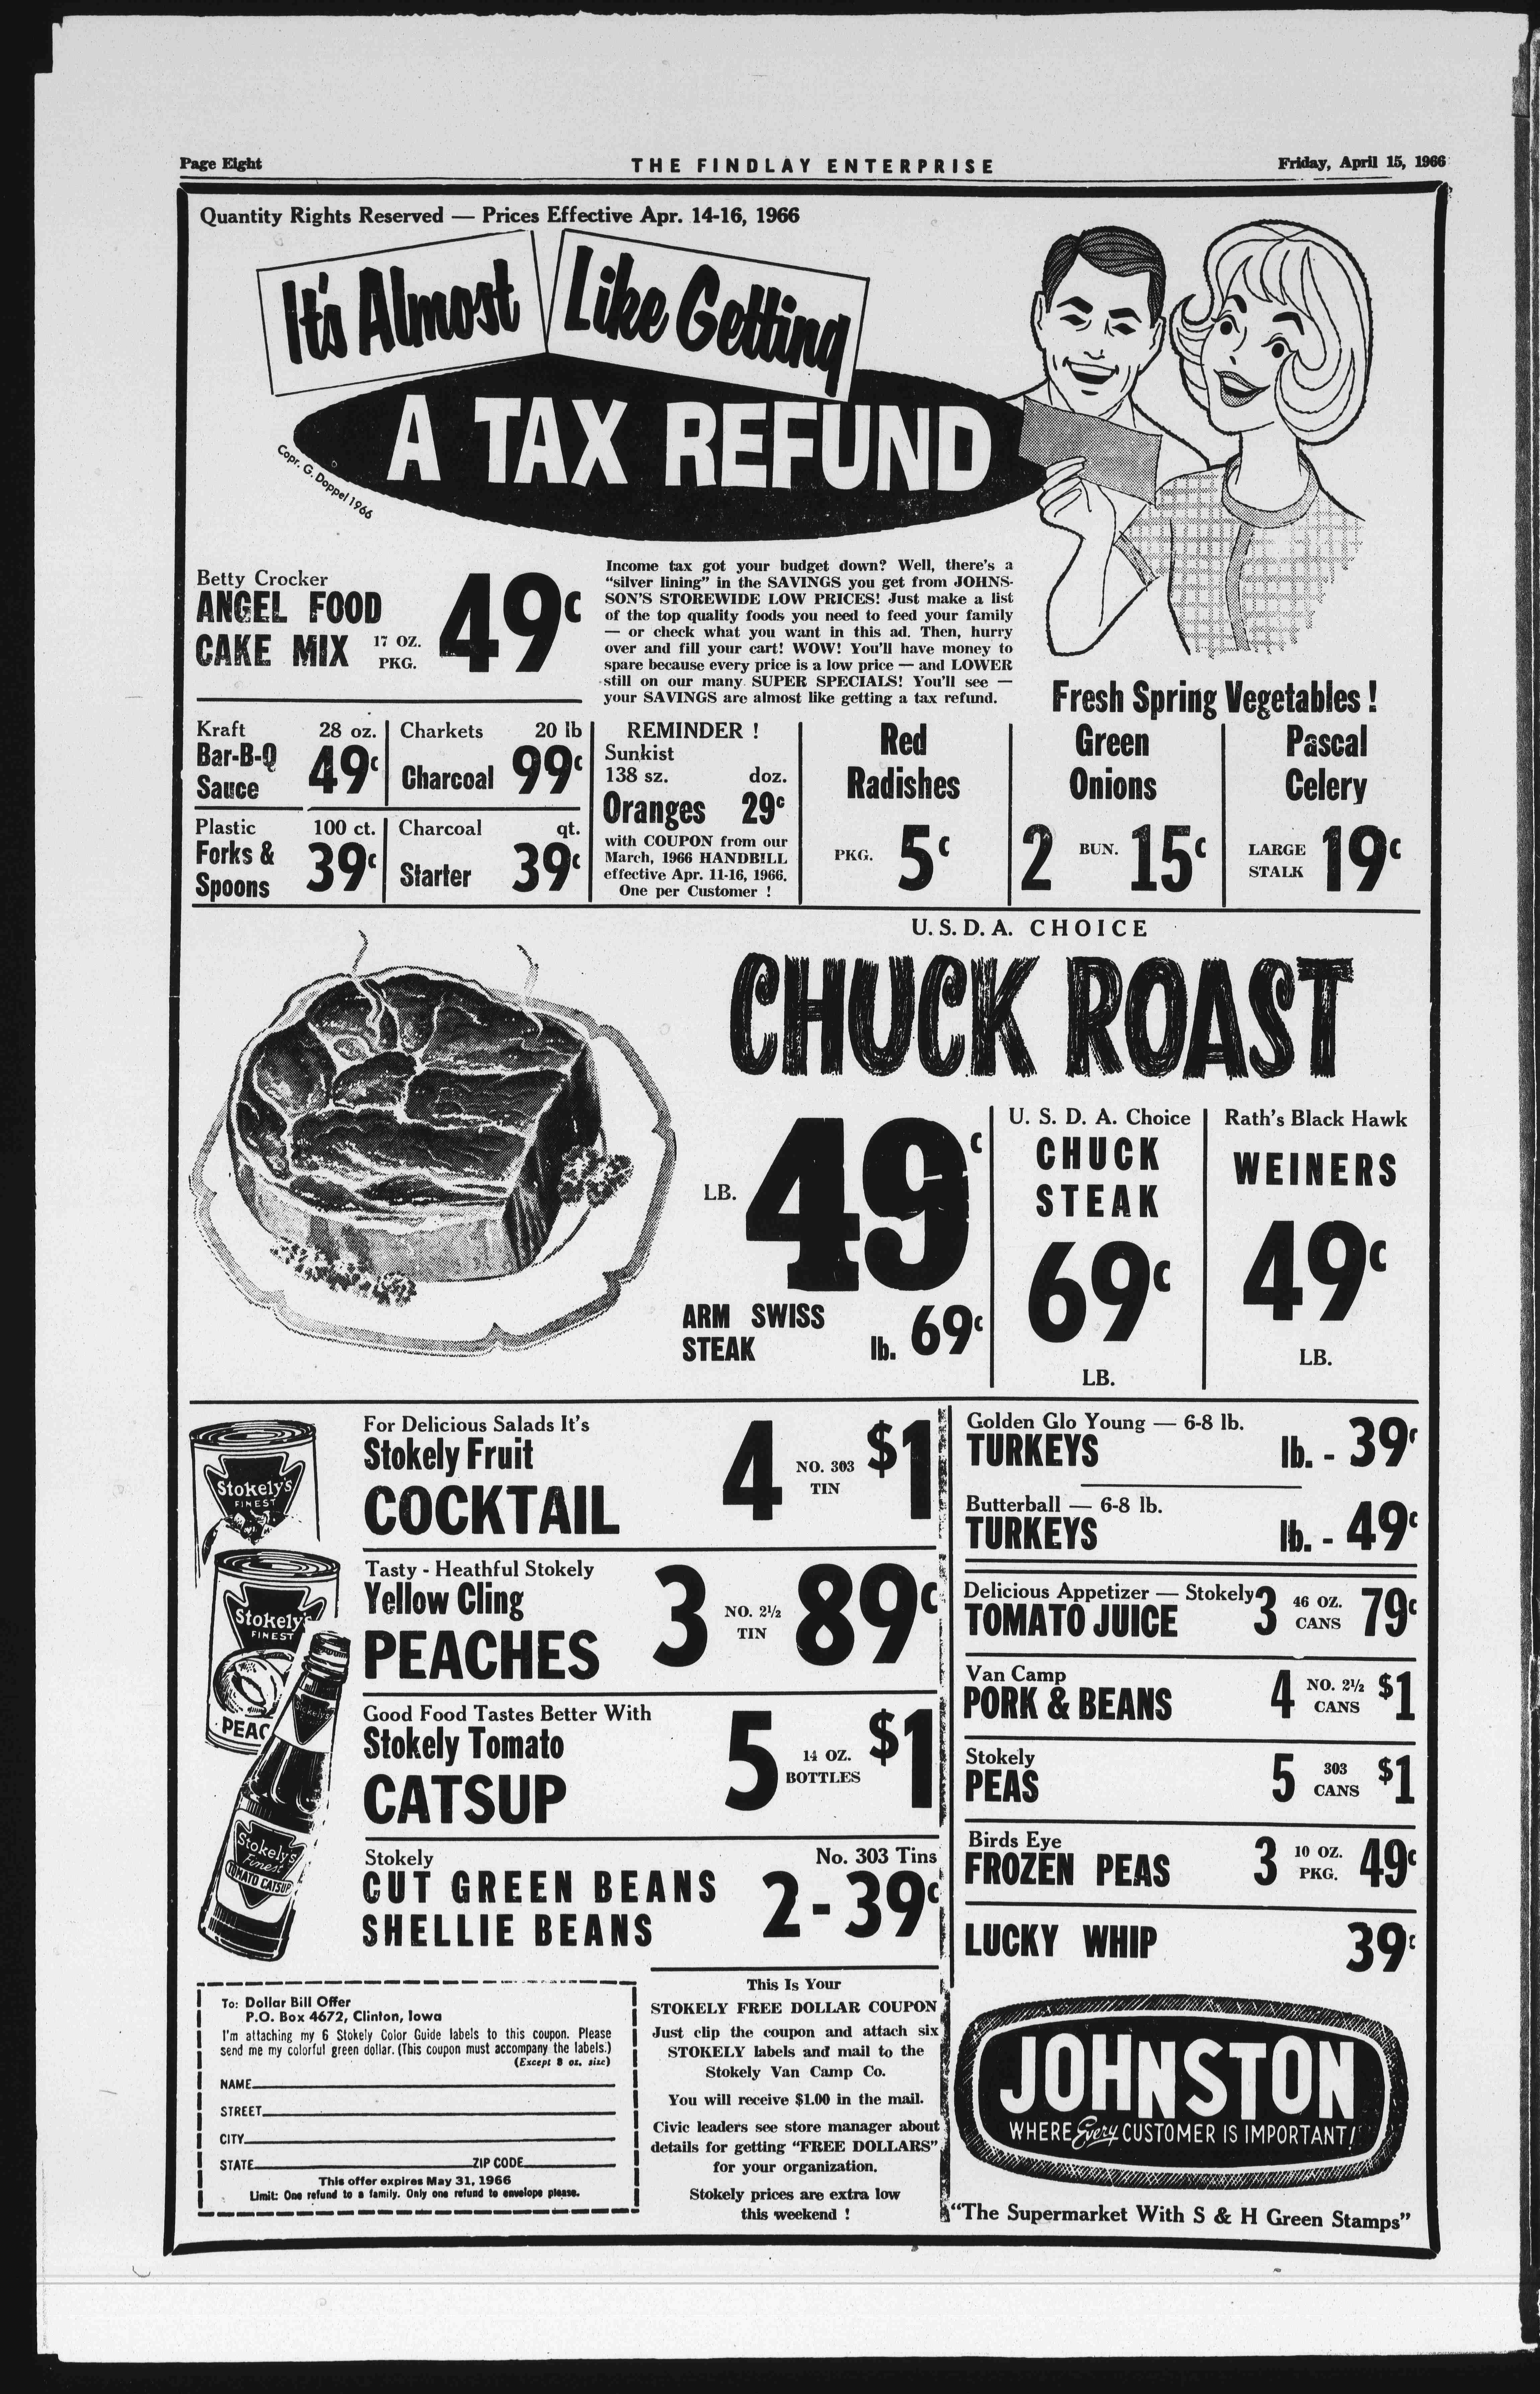 Page Eight
THE FINDLAY ENTERPRISE
Friday, April 15, 1966
Quantity Rights Reserved — Prices Effective Apr. 14-16, 1966
It's Almost
Like Getting
A TAX REFUND
Copr. G. Doppel 1966
Betty Crocker
ANGEL FOOD
CAKE MIX 17 OZ. PKG. 49¢
Income tax got your budget down? Well, there's a
"silver lining" in the SAVINGS you get from JOHNS-
SON'S STOREWIDE LOW PRICES! Just make a list
of the top quality foods you need to feed your family
— or check what you want in this ad. Then, hurry
over and fill your cart! WOW! You'll have money to
spare because every price is a low price — and LOWER
still on our many SUPER SPECIALS! You'll see —
your SAVINGS are almost like getting a tax refund.
Kraft 28 oz.
Bar-B-Q
Sauce 49¢
Charkets 20 lb
Charcoal 99¢
Plastic 100 ct.
Forks &
Spoons 39¢
Charcoal qt.
Starter 39¢
REMINDER !
Sunkist
138 sz. doz.
Oranges 29¢
with COUPON from our
March, 1966 HANDBILL
effective Apr. 11-16, 1966.
One per Customer !
Fresh Spring Vegetables !
Red
Radishes
PKG. 5¢
Green
Onions
2 BUN. 15¢
Pascal
Celery
LARGE
STALK 19¢
U.S.D.A. CHOICE
CHUCK ROAST
LB. 49¢
ARM SWISS
STEAK lb. 69¢
U. S. D. A. Choice
CHUCK
STEAK
69¢
LB.
Rath's Black Hawk
WEINERS
49¢
LB.
Stokely's
FINEST
Stokely's
FINEST
PEAC
Stokely's
Stokely's
Finest
TOMATO CATSUP
For Delicious Salads It's
Stokely Fruit
COCKTAIL
4 NO. 303 TIN $1
Tasty - Heathful Stokely
Yellow Cling
PEACHES
3 NO. 2½ TIN 89¢
Good Food Tastes Better With
Stokely Tomato
CATSUP
5 14 OZ. BOTTLES $1
Stokely No. 303 Tins
CUT GREEN BEANS
SHELLIE BEANS
2 - 39¢
Golden Glo Young — 6-8 lb.
TURKEYS lb. - 39¢
Butterball — 6-8 lb.
TURKEYS lb. - 49¢
Delicious Appetizer — Stokely
TOMATO JUICE 3 46 OZ. CANS 79¢
Van Camp
PORK & BEANS 4 NO. 2½ CANS $1
Stokely
PEAS 5 303 CANS $1
Birds Eye
FROZEN PEAS 3 10 OZ. PKG. 49¢
LUCKY WHIP 39¢
To: Dollar Bill Offer
P.O. Box 4672, Clinton, Iowa
I'm attaching my 6 Stokely Color Guide labels to this coupon. Please
send me my colorful green dollar. (This coupon must accompany the labels.)
(Except 8 oz. size)
NAME
STREET
CITY
STATE ZIP CODE
This offer expires May 31, 1966
Limit: One refund to a family. Only one refund to envelope please.
This Is Your
STOKELY FREE DOLLAR COUPON
Just clip the coupon and attach six
STOKELY labels and mail to the
Stokely Van Camp Co.
You will receive $1.00 in the mail.
Civic leaders see store manager about
details for getting "FREE DOLLARS"
for your organization.
Stokely prices are extra low
this weekend !
JOHNSTON
WHERE Every CUSTOMER IS IMPORTANT!
"The Supermarket With S & H Green Stamps"